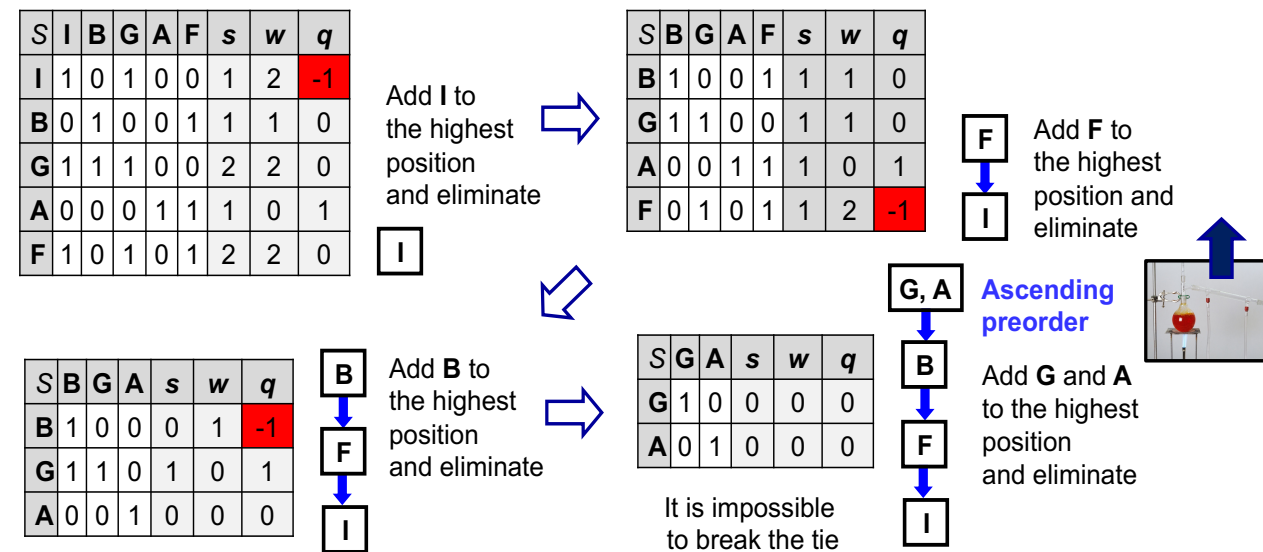 S I B G A F s w q
I 1 0 1 0 0 1 2 -1
B 0 1 0 0 1 1 1 0
G 1 1 1 0 0 2 2 0
A 0 0 0 1 1 1 0 1
F 1 0 1 0 1 2 2 0
Add I to
the highest
position
and eliminate
I
S B G A F s w q
B 1 0 0 1 1 1 0
G 1 1 0 0 1 1 0
A 0 0 1 1 1 0 1
F 0 1 0 1 1 2 -1
F
I
Add F to
the highest
position and
eliminate
S B G A s w q
B 1 0 0 0 1 -1
G 1 1 0 1 0 1
A 0 0 1 0 0 0
B
F
I
Add B to
the highest
position
and eliminate
S G A s w q
G 1 0 0 0 0
A 0 1 0 0 0
It is impossible
to break the tie
G, A
B
F
I
Ascending
preorder
Add G and A
to the highest
position
and eliminate